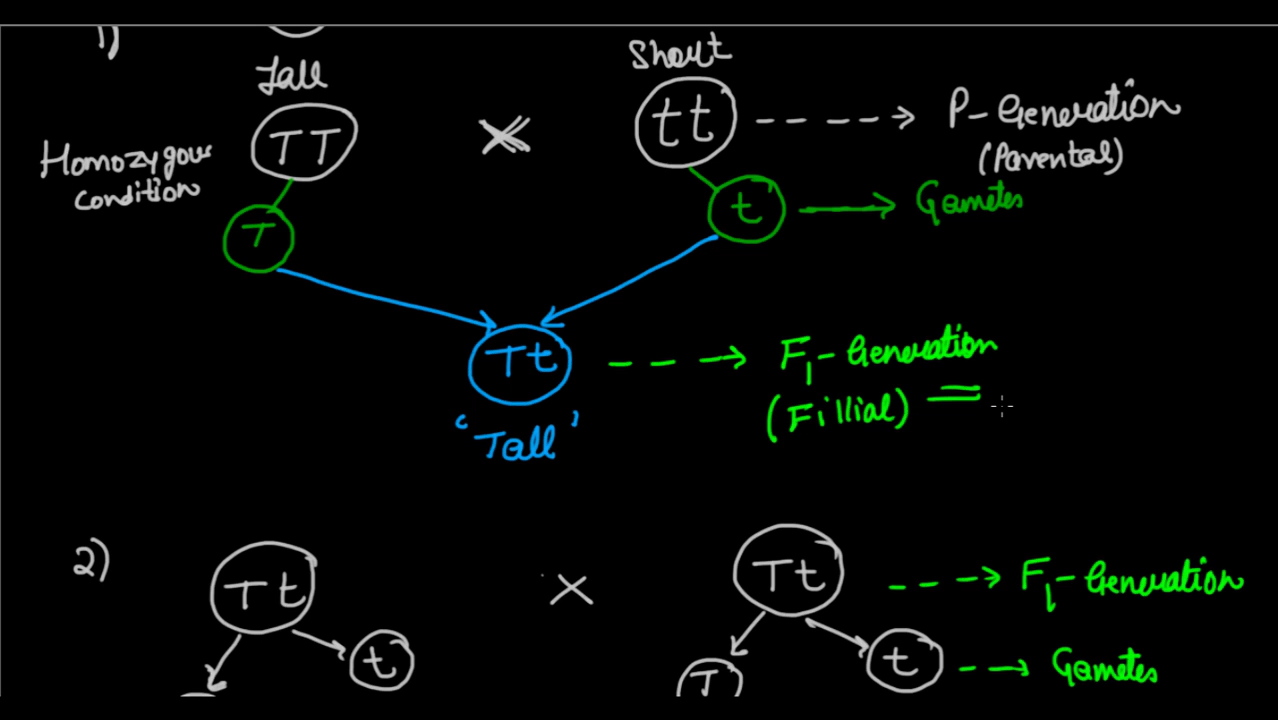 1)
Tall
Short
TT
×
tt
P-Generation
(Parental)
Homozygous
condition
T
t
Gametes
Tt
F1-Generation
(Fillial)
'Tall'
2)
Tt
×
Tt
F1-Generation
t
T
t
Gametes